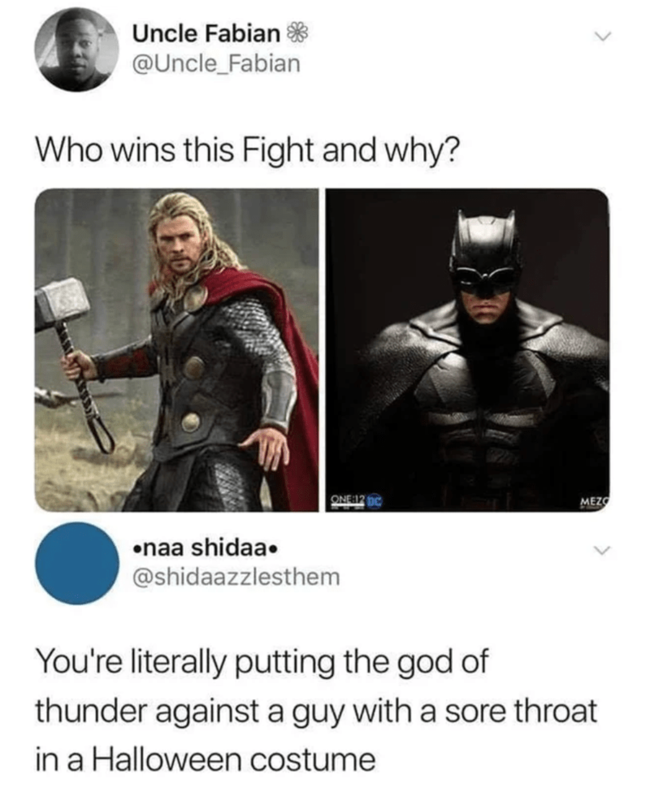 Uncle Fabian
@Uncle_Fabian
Who wins this Fight and why?
ONE:12 DC
MEZC
•naa shidaa•
@shidaazzlesthem
You're literally putting the god of
thunder against a guy with a sore throat
in a Halloween costume